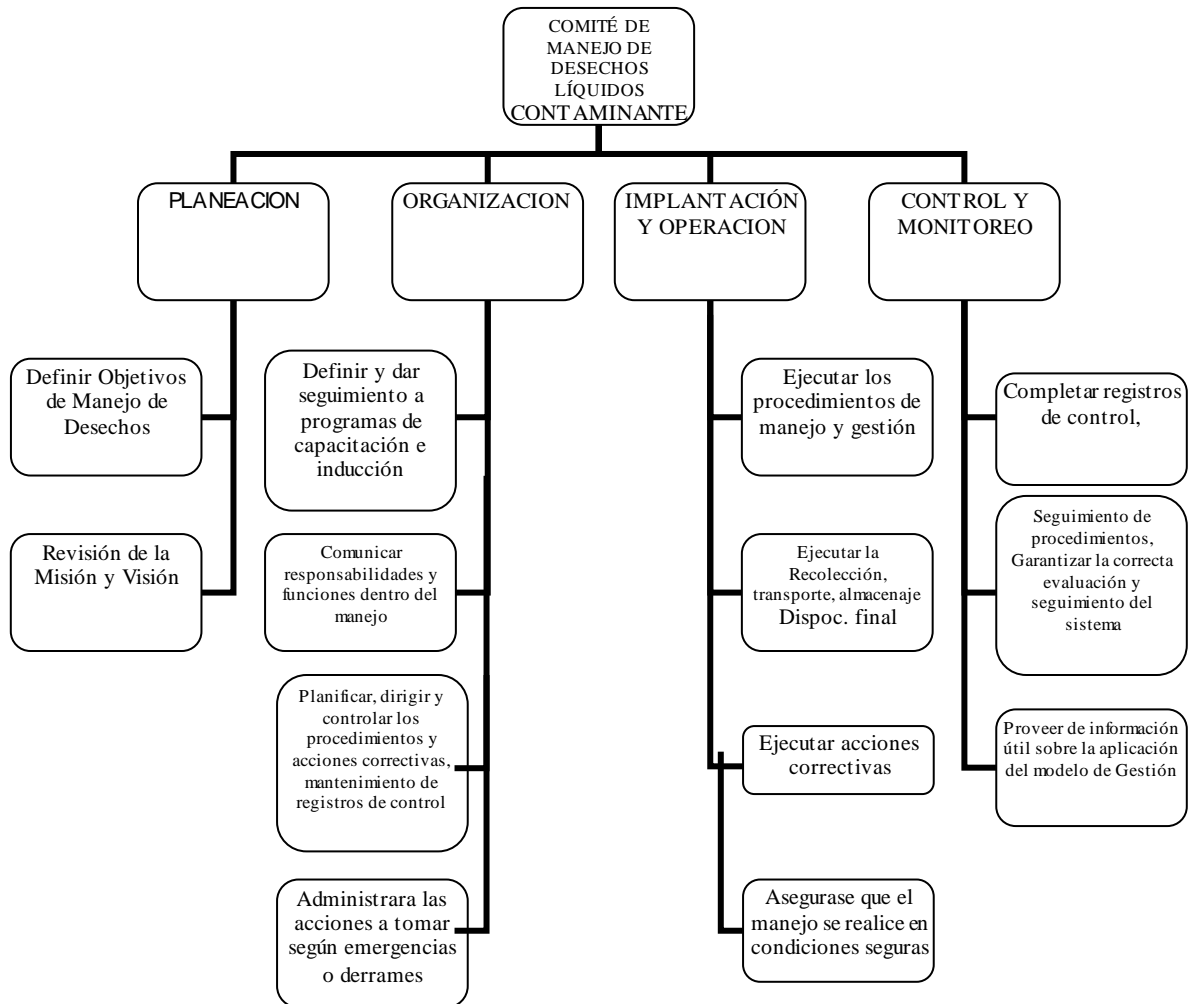 COMITÉ DE
MANEJO DE
DESECHOS
LÍQUIDOS
CONTAMINANTE
PLANEACION
ORGANIZACION
IMPLANTACIÓN
Y OPERACION
CONTROL Y
MONITOREO
Definir Objetivos
de Manejo de
Desechos
Revisión de la
Misión y Visión
Definir y dar
seguimiento a
programas de
capacitación e
inducción
Comunicar
responsabilidades y
funciones dentro del
manejo
Planificar, dirigir y
controlar los
procedimientos y
acciones correctivas,
mantenimiento de
registros de control
Administrara las
acciones a tomar
según emergencias
o derrames
Ejecutar los
procedimientos de
manejo y gestión
Ejecutar la
Recolección,
transporte, almacenaje
Dispoc. final
Ejecutar acciones
correctivas
Asegurase que el
manejo se realice en
condiciones seguras
Completar registros
de control,
Seguimiento de
procedimientos,
Garantizar la correcta
evaluación y
seguimiento del
sistema
Proveer de información
útil sobre la aplicación
del modelo de Gestión